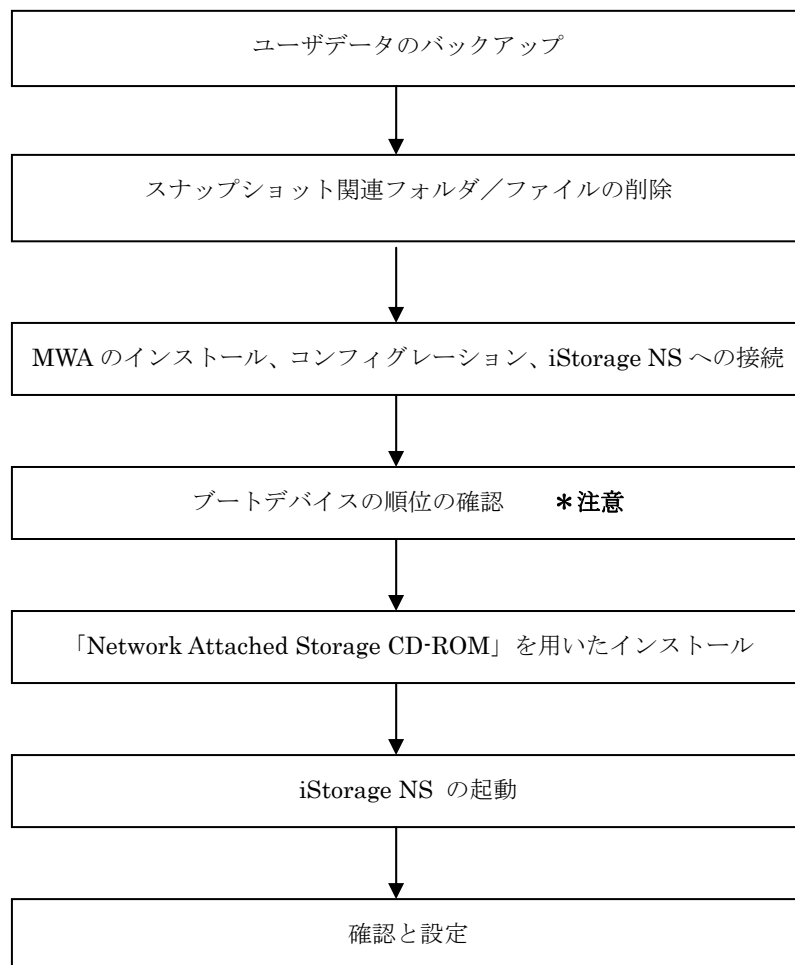 ユーザデータのバックアップ
スナップショット関連フォルダ／ファイルの削除
MWA のインストール、コンフィグレーション、iStorage NS への接続
ブートデバイスの順位の確認　　＊注意
「Network Attached Storage CD-ROM」を用いたインストール
iStorage NS の起動
確認と設定